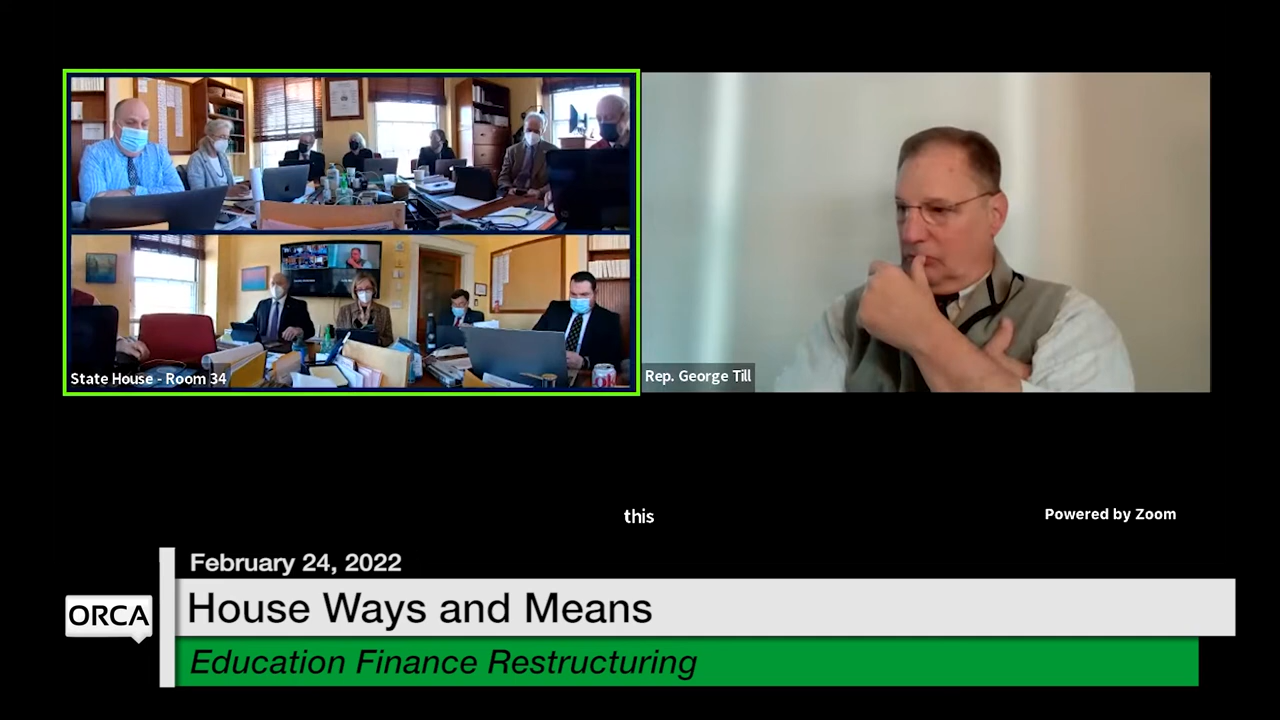 State House - Room 34
Rep. George Till
this
Powered by Zoom
February 24, 2022
ORCA
House Ways and Means
Education Finance Restructuring